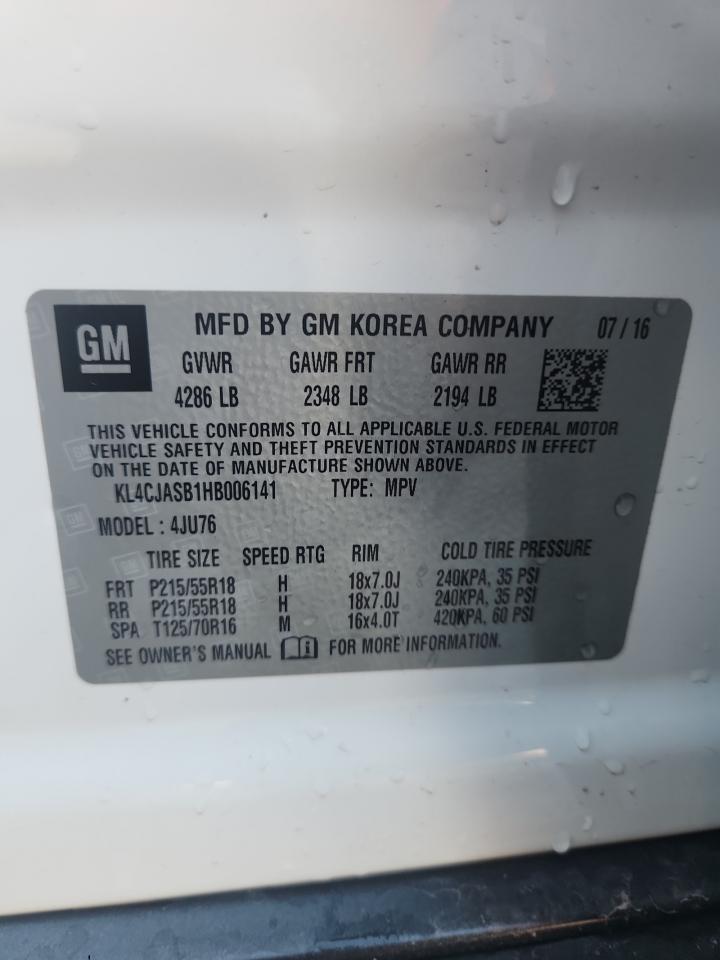 GM MFD BY GM KOREA COMPANY 07 / 16
GVWR GAWR FRT GAWR RR
4286 LB 2348 LB 2194 LB
THIS VEHICLE CONFORMS TO ALL APPLICABLE U.S. FEDERAL MOTOR
VEHICLE SAFETY AND THEFT PREVENTION STANDARDS IN EFFECT
ON THE DATE OF MANUFACTURE SHOWN ABOVE.
KL4CJASB1HB006141 TYPE: MPV
MODEL : 4JU76
TIRE SIZE SPEED RTG RIM COLD TIRE PRESSURE
FRT P215/55R18 H 18x7.0J 240KPA, 35 PSI
RR P215/55R18 H 18x7.0J 240KPA, 35 PSI
SPA T125/70R16 M 16x4.0T 420KPA, 60 PSI
SEE OWNER'S MANUAL i FOR MORE INFORMATION.